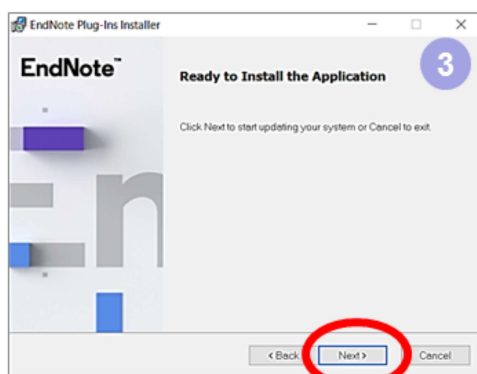 EndNote Plug-Ins Installer
EndNote™
3
Ready to Install the Application
Click Next to start updating your system or Cancel to exit.
En
< Back
Next >
Cancel